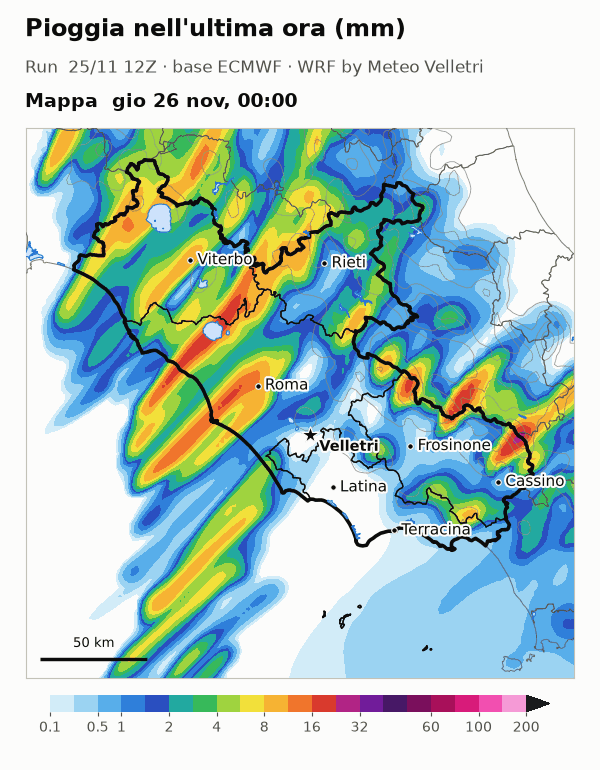 Pioggia nell'ultima ora (mm)
Run  25/11 12Z · base ECMWF · WRF by Meteo Velletri
Mappa  gio 26 nov, 00:00
Viterbo
Rieti
Roma
Velletri
Frosinone
Cassino
Latina
Terracina
50 km
0.1 0.5 1 2 4 8 16 32 60 100 200